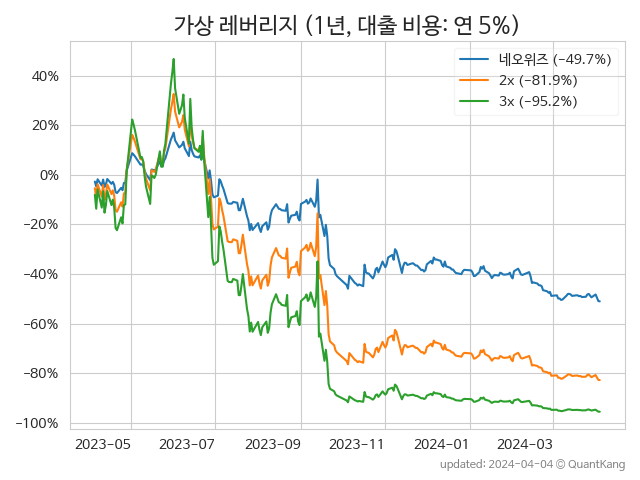 가상 레버리지 (1년, 대출 비용: 연 5%)
네오위즈 (−49.7%)
2x (−81.9%)
3x (−95.2%)
40%
20%
0%
−20%
−40%
−60%
−80%
−100%
2023-05 2023-07 2023-09 2023-11 2024-01 2024-03
updated: 2024-04-04 © QuantKang